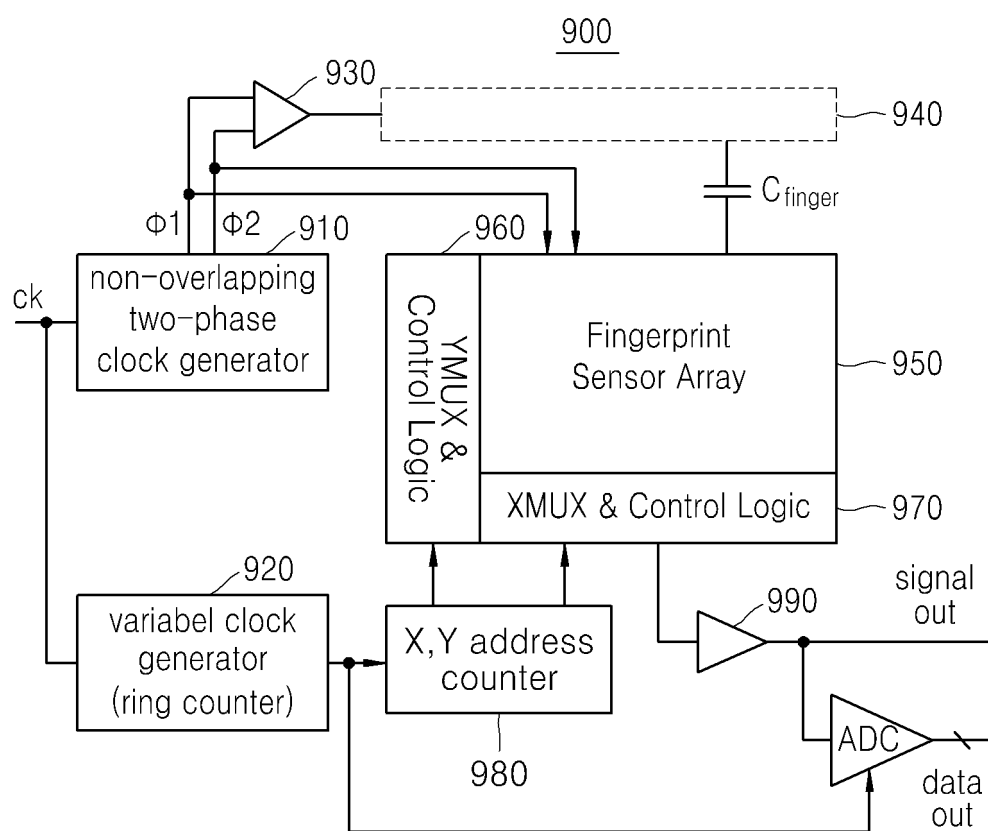 900
930
940
C finger
Φ1
Φ2
910
960
ck
non-overlapping
two-phase
clock generator
YMUX &
Control Logic
Fingerprint
Sensor Array
950
XMUX & Control Logic
970
920
variabel clock
generator
(ring counter)
X,Y address
counter
980
990
signal
out
ADC
data
out